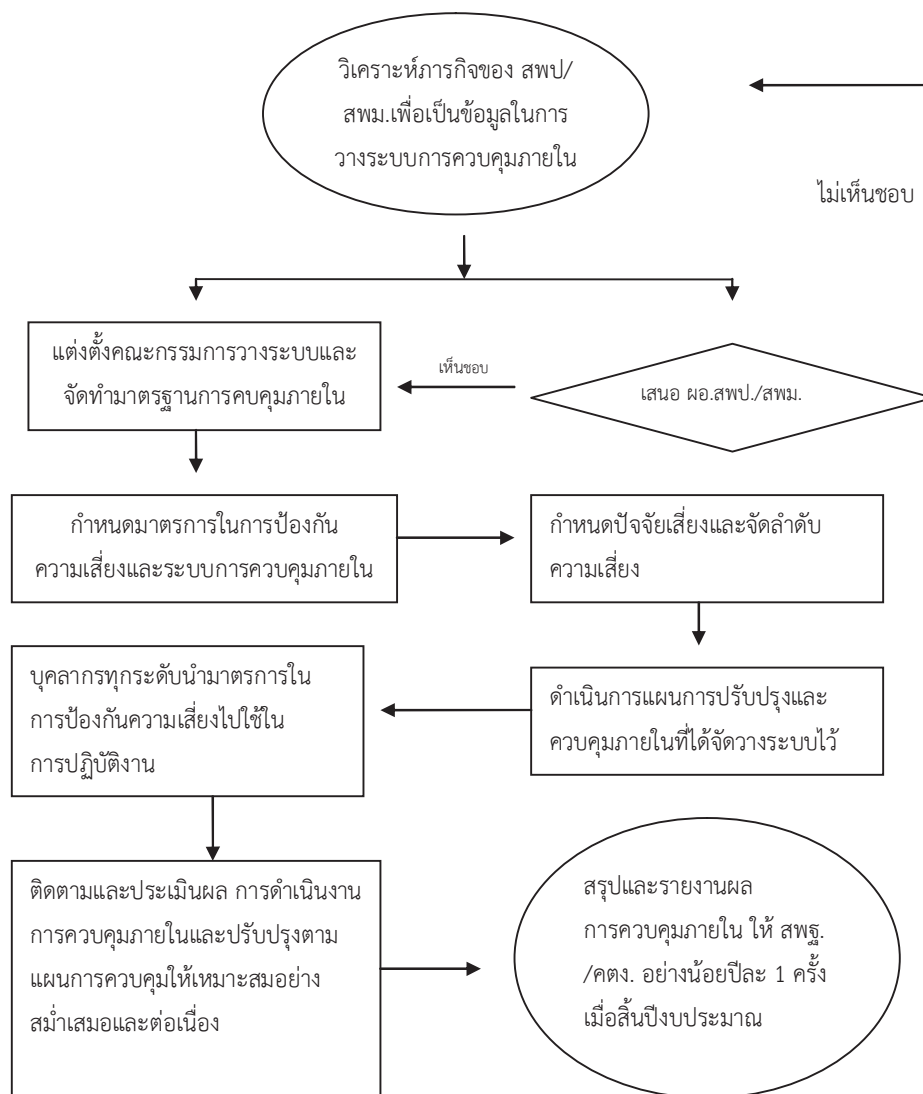 วิเคราะห์ภารกิจของ สพป/
สพม.เพื่อเป็นข้อมูลในการ
วางระบบการควบคุมภายใน
ไม่เห็นชอบ
แต่งตั้งคณะกรรมการวางระบบและ
จัดทำมาตรฐานการคบคุมภายใน
เห็นชอบ
เสนอ ผอ.สพป./สพม.
กำหนดมาตรการในการป้องกัน
ความเสี่ยงและระบบการควบคุมภายใน
กำหนดปัจจัยเสี่ยงและจัดลำดับ
ความเสี่ยง
บุคลากรทุกระดับนำมาตรการใน
การป้องกันความเสี่ยงไปใช้ใน
การปฏิบัติงาน
ดำเนินการแผนการปรับปรุงและ
ควบคุมภายในที่ได้จัดวางระบบไว้
ติดตามและประเมินผล การดำเนินงาน
การควบคุมภายในและปรับปรุงตาม
แผนการควบคุมให้เหมาะสมอย่าง
สม่ำเสมอและต่อเนื่อง
สรุปและรายงานผล
การควบคุมภายใน ให้ สพฐ.
/คตง. อย่างน้อยปีละ 1 ครั้ง
เมื่อสิ้นปีงบประมาณ